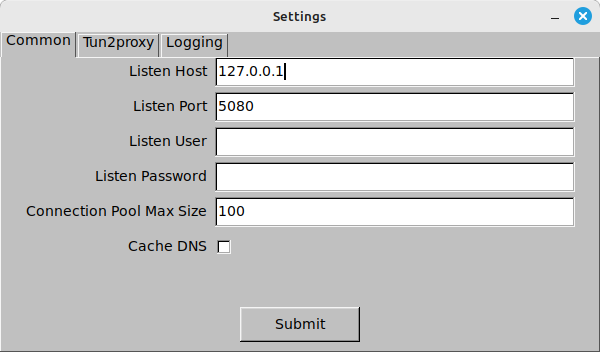 Settings
Common Tun2proxy Logging
Listen Host 127.0.0.1
Listen Port 5080
Listen User
Listen Password
Connection Pool Max Size 100
Cache DNS
Submit